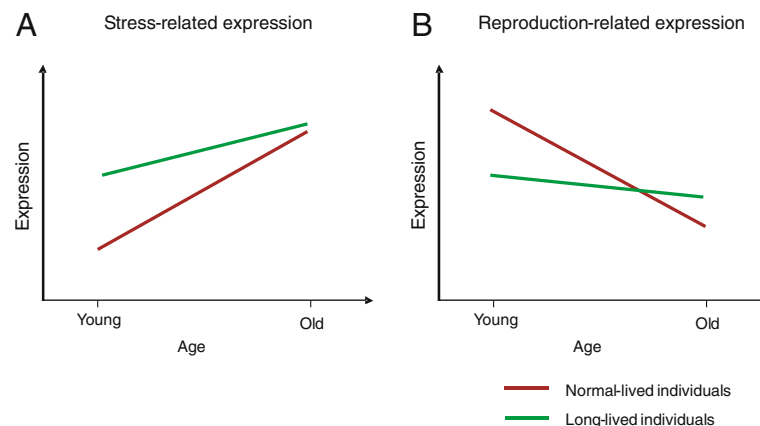 A Stress-related expression
Expression
Young Old
Age
B Reproduction-related expression
Expression
Young Old
Age
Normal-lived individuals
Long-lived individuals